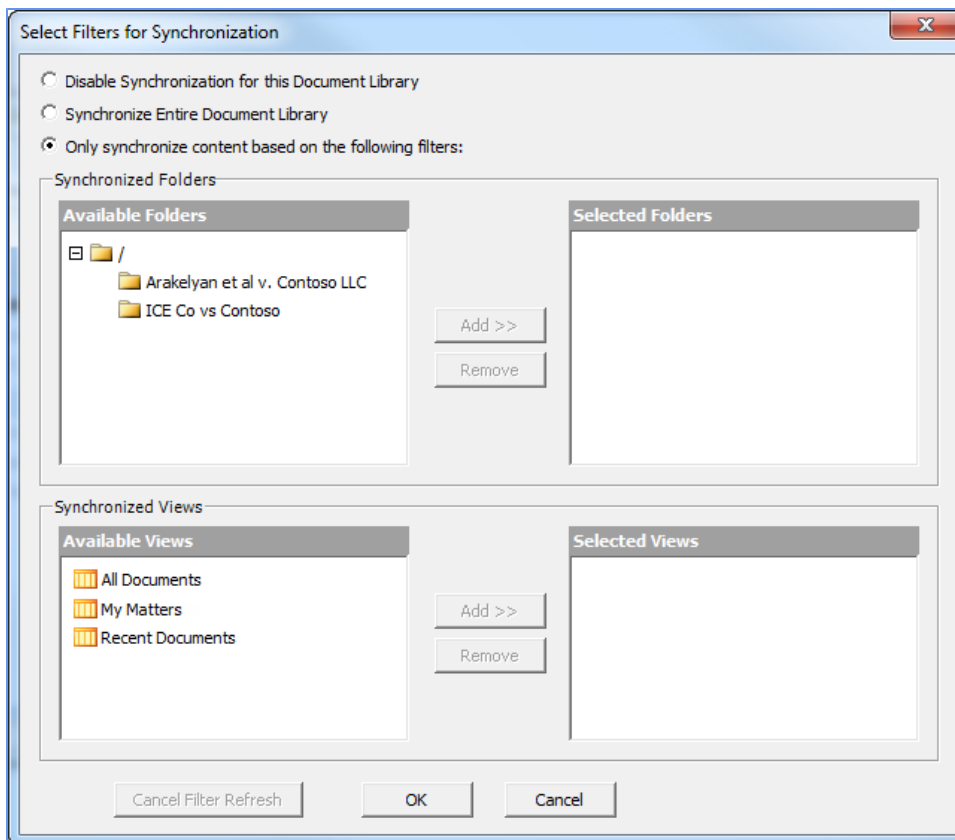 Select Filters for Synchronization
Disable Synchronization for this Document Library
Synchronize Entire Document Library
Only synchronize content based on the following filters:
Synchronized Folders
Available Folders
Selected Folders
/
Arakelyan et al v. Contoso LLC
ICE Co vs Contoso
Add >>
Remove
Synchronized Views
Available Views
Selected Views
All Documents
My Matters
Recent Documents
Add >>
Remove
Cancel Filter Refresh
OK
Cancel